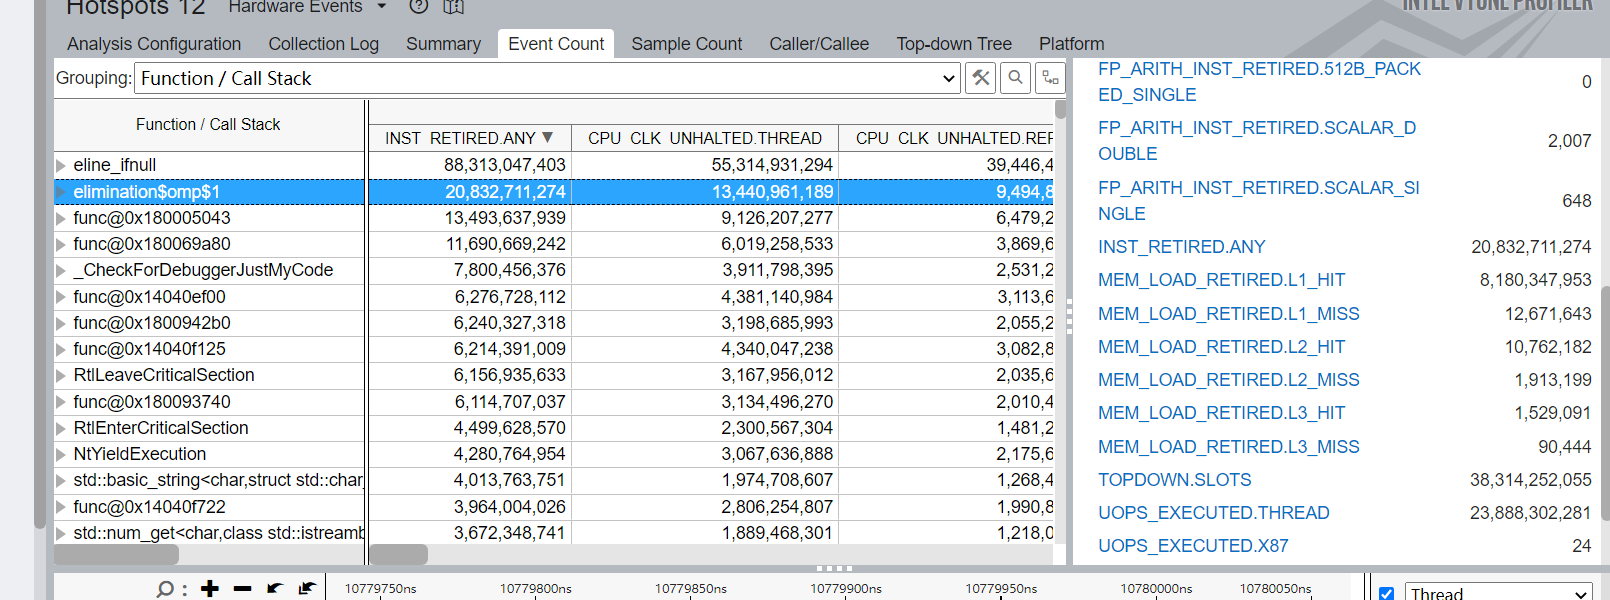 Hotspots 12 Hardware Events
INTEL VTUNE PROFILER
Analysis Configuration Collection Log Summary Event Count Sample Count Caller/Callee Top-down Tree Platform
Grouping: Function / Call Stack
Function / Call Stack INST_RETIRED.ANY ▼ CPU_CLK_UNHALTED.THREAD CPU_CLK_UNHALTED.REF
eline_ifnull 88,313,047,403 55,314,931,294 39,446,4
elimination$omp$1 20,832,711,274 13,440,961,189 9,494,8
func@0x180005043 13,493,637,939 9,126,207,277 6,479,2
func@0x180069a80 11,690,669,242 6,019,258,533 3,869,6
_CheckForDebuggerJustMyCode 7,800,456,376 3,911,798,395 2,531,2
func@0x14040ef00 6,276,728,112 4,381,140,984 3,113,6
func@0x1800942b0 6,240,327,318 3,198,685,993 2,055,2
func@0x14040f125 6,214,391,009 4,340,047,238 3,082,8
RtlLeaveCriticalSection 6,156,935,633 3,167,956,012 2,035,6
func@0x180093740 6,114,707,037 3,134,496,270 2,010,4
RtlEnterCriticalSection 4,499,628,570 2,300,567,304 1,481,2
NtYieldExecution 4,280,764,954 3,067,636,888 2,175,6
std::basic_string<char,struct std::char_ 4,013,763,751 1,974,708,607 1,268,4
func@0x14040f722 3,964,004,026 2,806,254,807 1,990,8
std::num_get<char,class std::istreamb 3,672,348,741 1,889,468,301 1,218,0
FP_ARITH_INST_RETIRED.512B_PACK
ED_SINGLE 0
FP_ARITH_INST_RETIRED.SCALAR_D
OUBLE 2,007
FP_ARITH_INST_RETIRED.SCALAR_SI
NGLE 648
INST_RETIRED.ANY 20,832,711,274
MEM_LOAD_RETIRED.L1_HIT 8,180,347,953
MEM_LOAD_RETIRED.L1_MISS 12,671,643
MEM_LOAD_RETIRED.L2_HIT 10,762,182
MEM_LOAD_RETIRED.L2_MISS 1,913,199
MEM_LOAD_RETIRED.L3_HIT 1,529,091
MEM_LOAD_RETIRED.L3_MISS 90,444
TOPDOWN.SLOTS 38,314,252,055
UOPS_EXECUTED.THREAD 23,888,302,281
UOPS_EXECUTED.X87 24
10779750ns 10779800ns 10779850ns 10779900ns 10779950ns 10780000ns 10780050ns
Thread